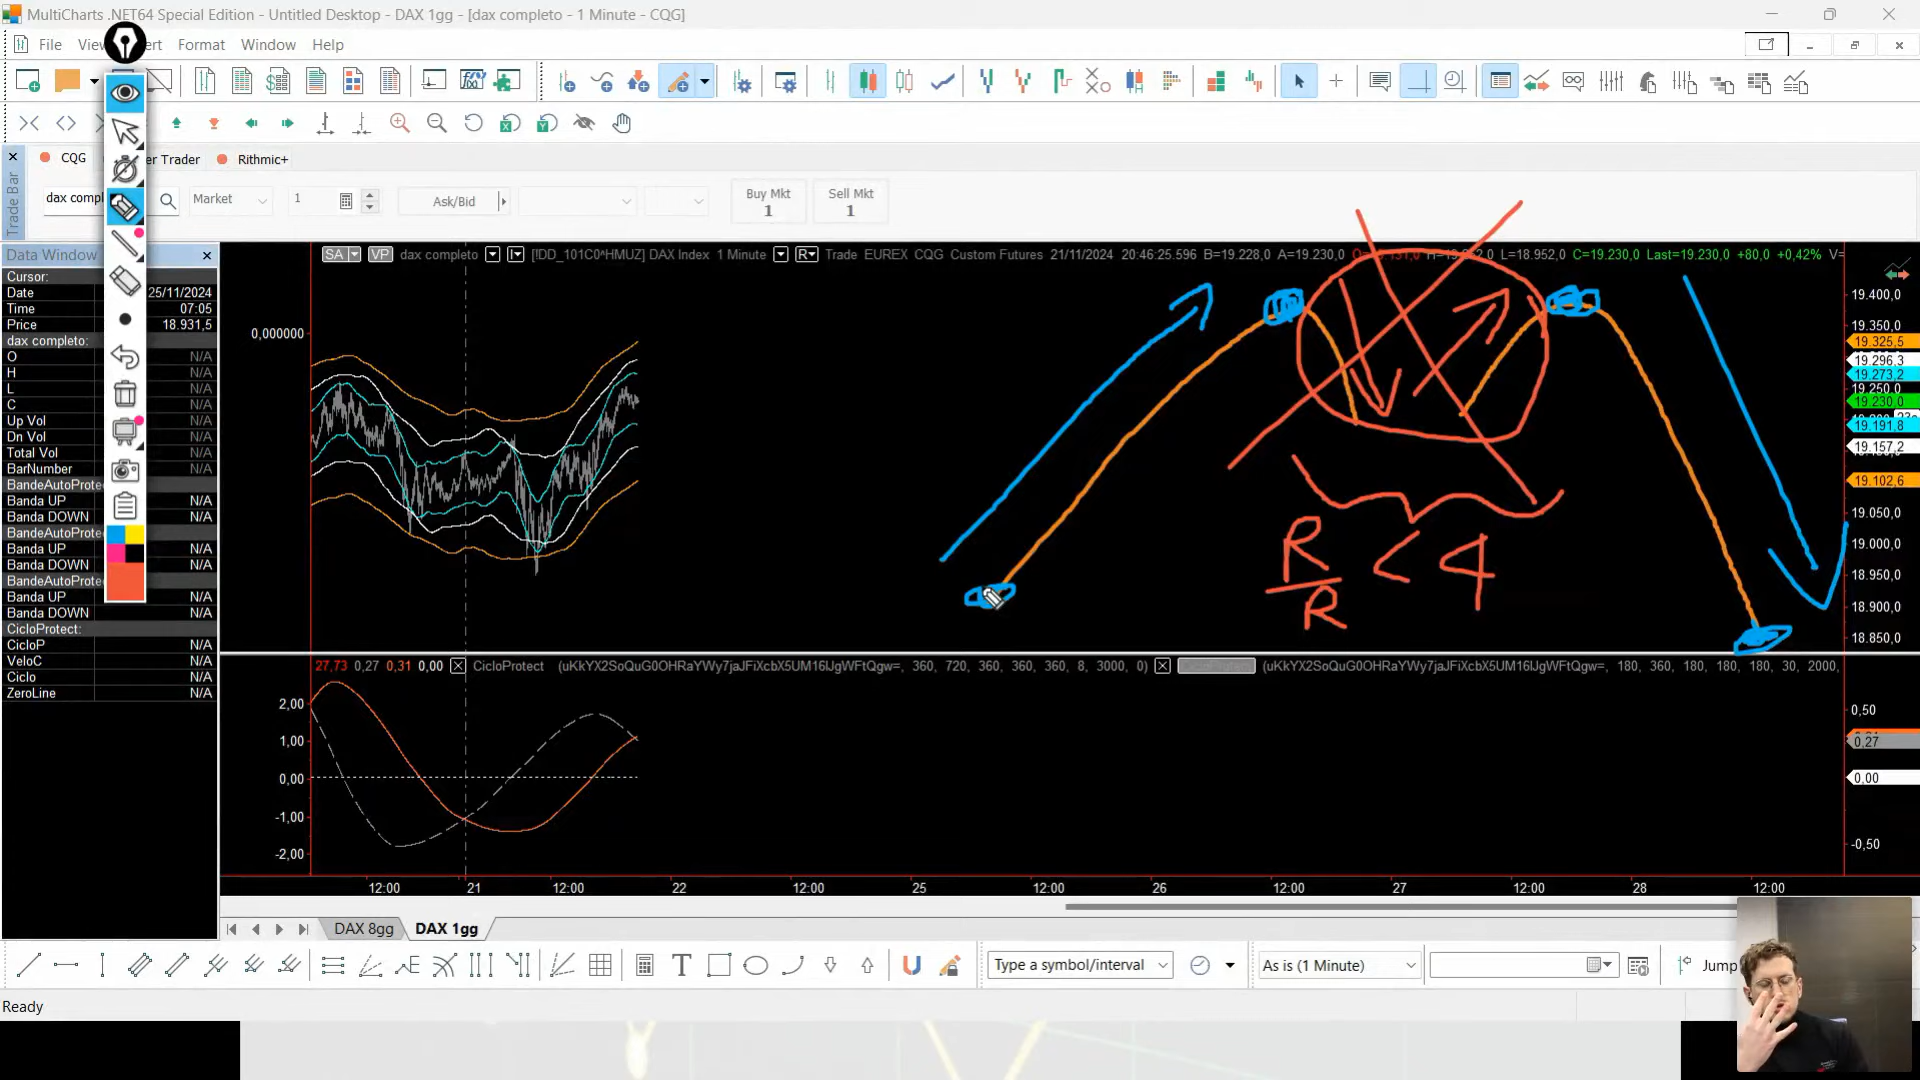 MultiCharts .NET64 Special Edition - Untitled Desktop - DAX 1gg - [dax completo - 1 Minute - CQG]
File View ert Format Window Help
CQG er Trader Rithmic+
Trade Bar
dax compl Market 1 Ask/Bid Buy Mkt 1 Sell Mkt 1
Data Window
Cursor:
Date 25/11/2024
Time 07:05
Price 18.931,5
dax completo:
O N/A
H N/A
L N/A
C N/A
Up Vol N/A
Dn Vol N/A
Total Vol N/A
BarNumber N/A
BandeAutoProte
Banda UP N/A
Banda DOWN N/A
BandeAutoProte
Banda UP N/A
Banda DOWN N/A
BandeAutoProte
Banda UP N/A
Banda DOWN N/A
CicloProtect:
CicloP N/A
VeloC N/A
Ciclo N/A
ZeroLine N/A
SA VP dax completo [!DD_101C0^HMUZ] DAX Index 1 Minute R Trade EUREX CQG Custom Futures 21/11/2024 20:46:25.596 B=19.228,0 A=19.230,0 L=18.952,0 C=19.230,0 Last=19.230,0 +80,0 +0,42% V=
0,000000
19.400,0
19.350,0
19.325,5
19.296,3
19.273,2
19.250,0
19.230,0
19.191,8
19.157,2
19.102,6
19.050,0
19.000,0
18.950,0
18.900,0
18.850,0
R/R < 4
27,73 0,27 0,31 0,00 CicloProtect (uKkYX2SoQuG0OHRaYWy7jaJFiXcbX5UM16lJgWFtQgw=, 360, 720, 360, 360, 360, 8, 3000, 0) (uKkYX2SoQuG0OHRaYWy7jaJFiXcbX5UM16lJgWFtQgw=, 180, 360, 180, 180, 180, 30, 2000,
2,00
1,00
0,00
-1,00
-2,00
0,50
0,27
0,00
-0,50
12:00 21 12:00 22 12:00 25 12:00 26 12:00 27 12:00 28 12:00
DAX 8gg DAX 1gg
Type a symbol/interval As is (1 Minute) Jump
Ready